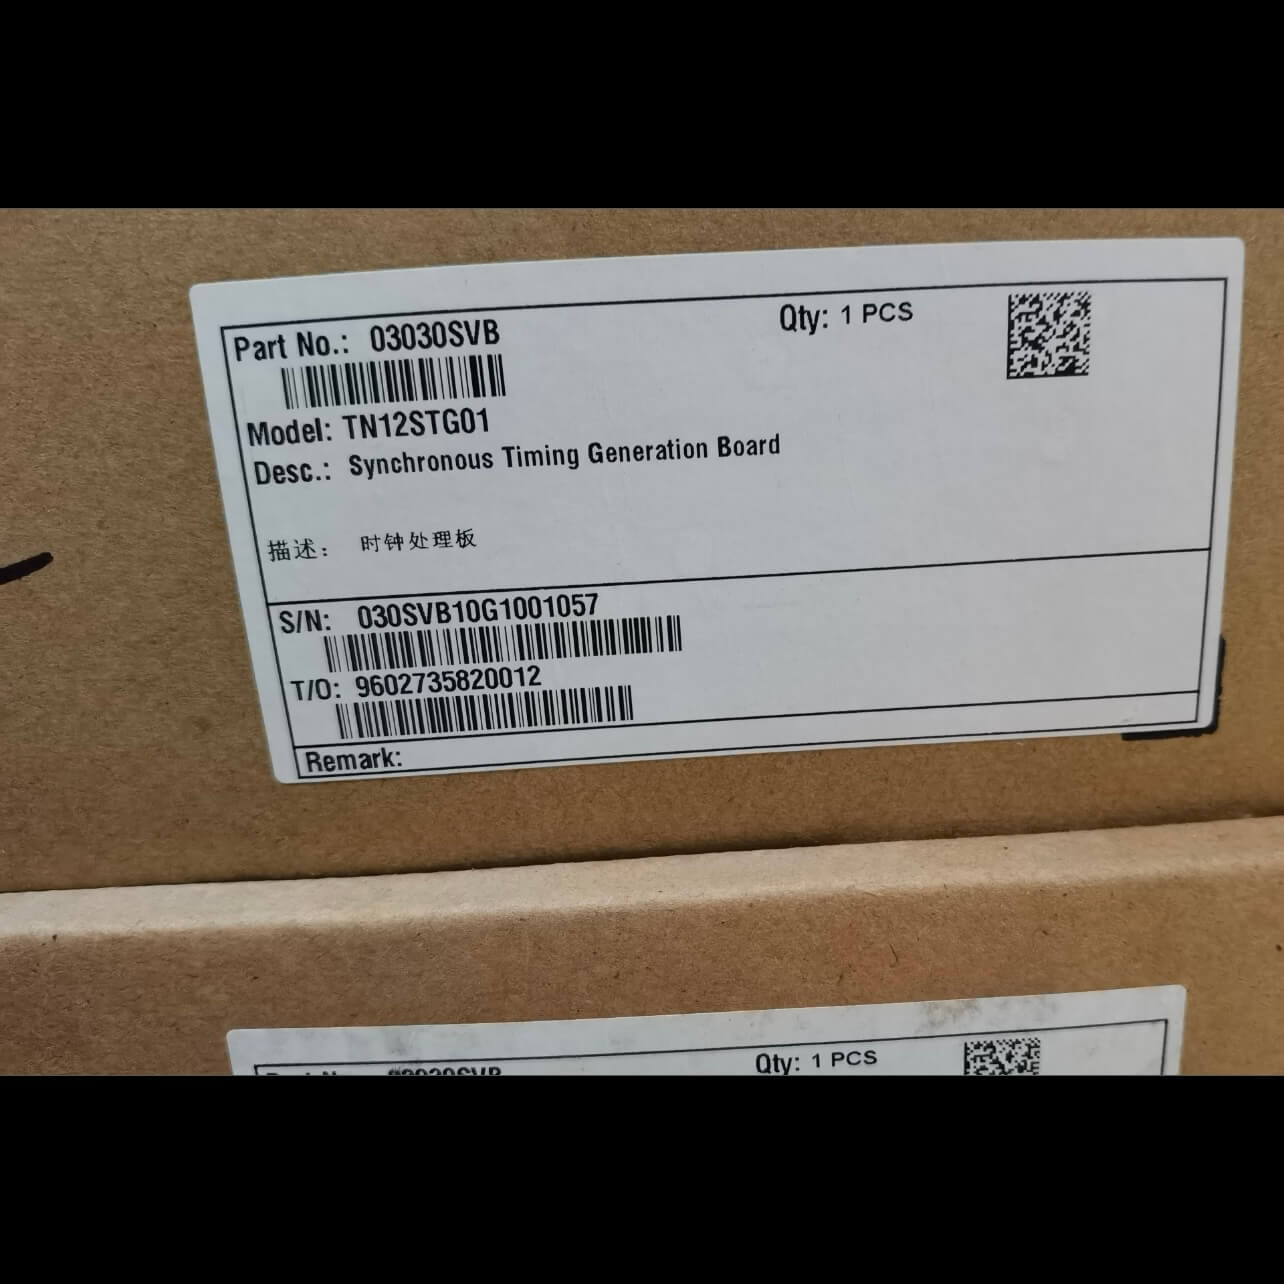 Part No.: 03030SVB
Qty: 1 PCS
Model: TN12STG01
Desc.: Synchronous Timing Generation Board
描述: 时钟处理板
S/N: 030SVB10G1001057
T/O: 9602735820012
Remark:
Qty: 1 PCS